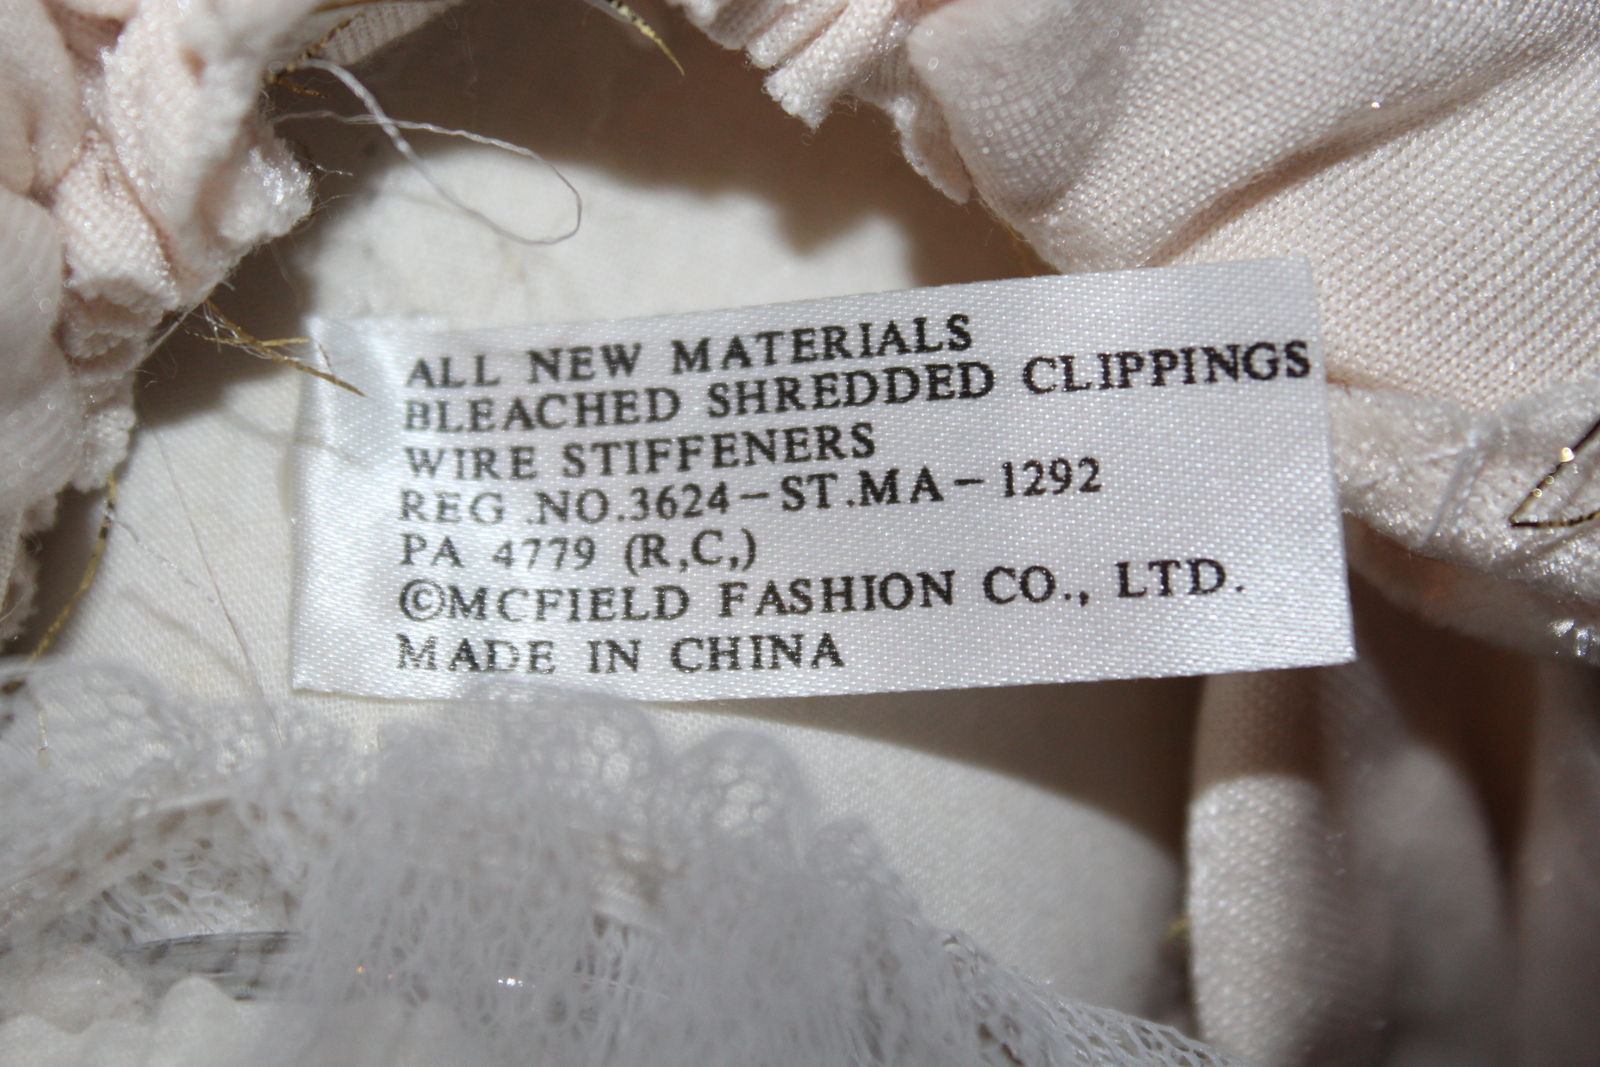 ALL NEW MATERIALS
BLEACHED SHREDDED CLIPPINGS
WIRE STIFFENERS
REG .NO.3624-ST.MA-1292
PA 4779 (R,C,)
©MCFIELD FASHION CO., LTD.
MADE IN CHINA